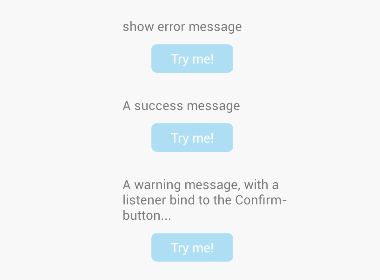 show error message
Try me!
A success message
Try me!
A warning message, with a
listener bind to the Confirm-
button...
Try me!